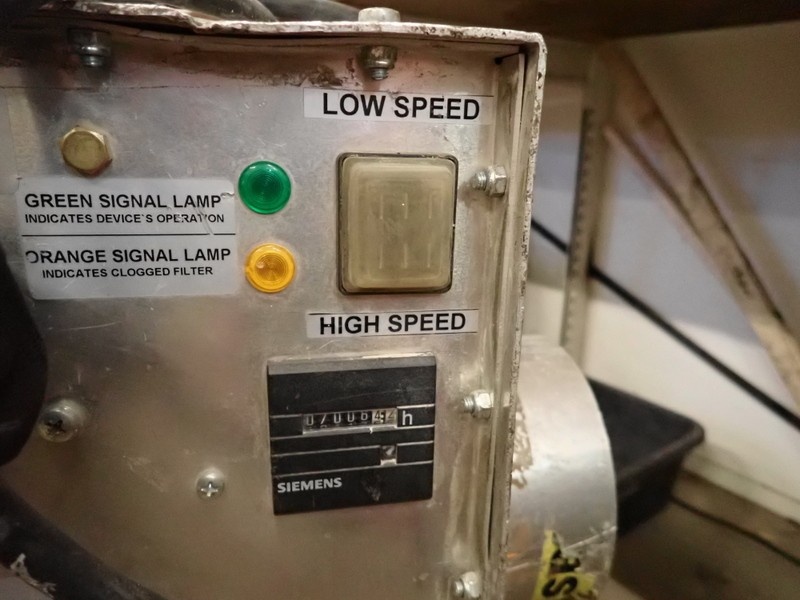 LOW SPEED
GREEN SIGNAL LAMP
INDICATES DEVICE'S OPERATION
ORANGE SIGNAL LAMP
INDICATES CLOGGED FILTER
HIGH SPEED
h
SIEMENS